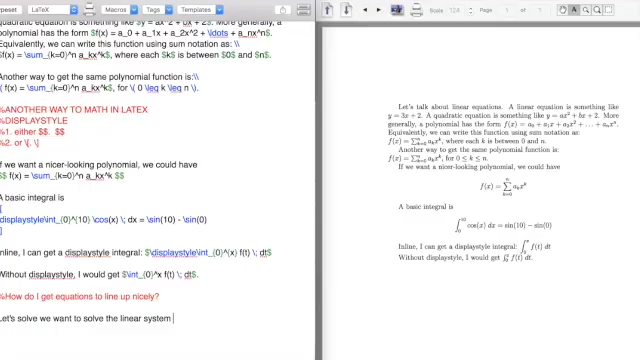 ypeset
LaTeX
Macros
Tags
Templates
Scale
quadratic equation is something like $y = ax^2 + bx + 2$. More generally, a
polynomial has the form $f(x) = a_0 + a_1x + a_2x^2 + \ldots + a_nx^n$.
Equivalently, we can write this function using sum notation as: \\
$f(x) = \sum_{k=0}^n a_kx^k$, where each $k$ is between $0$ and $n$.
Another way to get the same polynomial function is:\\
\( f(x) = \sum_{k=0}^n a_kx^k$, for \( 0 \leq k \leq n \).
%ANOTHER WAY TO MATH IN LATEX
%DISPLAYSTYLE
%1. either $$. $$
%2. or \[. \]
If we want a nicer-looking polynomial, we could have
$$ f(x) = \sum_{k=0}^n a_kx^k $$
A basic integral is
[
displaystyle\int_{0}^{10} \cos(x) \; dx = \sin(10) - \sin(0)
]
Inline, I can get a displaystyle integral: $\displaystyle\int_{0}^{x} f(t) \; dt$
Without displaystyle, I would get $\int_{0}^x f(t) \; dt$.
%How do I get equations to line up nicely?
Let's solve we want to solve the linear system
Let's talk about linear equations. A linear equation is something like
y = 3x + 2. A quadratic equation is something like y = ax² + bx + 2. More
generally, a polynomial has the form f(x) = a₀ + a₁x + a₂x² + … + aₙxⁿ.
Equivalently, we can write this function using sum notation as:
f(x) = ∑ₖ₌₀ⁿ aₖxᵏ, where each k is between 0 and n.
Another way to get the same polynomial function is:
f(x) = ∑ₖ₌₀ⁿ aₖxᵏ, for 0 ≤ k ≤ n.
If we want a nicer-looking polynomial, we could have
f(x) = ∑ₖ₌₀ⁿ aₖxᵏ
A basic integral is
∫₀¹⁰ cos(x) dx = sin(10) − sin(0)
Inline, I can get a displaystyle integral: ∫₀ˣ f(t) dt
Without displaystyle, I would get ∫₀ˣ f(t) dt.